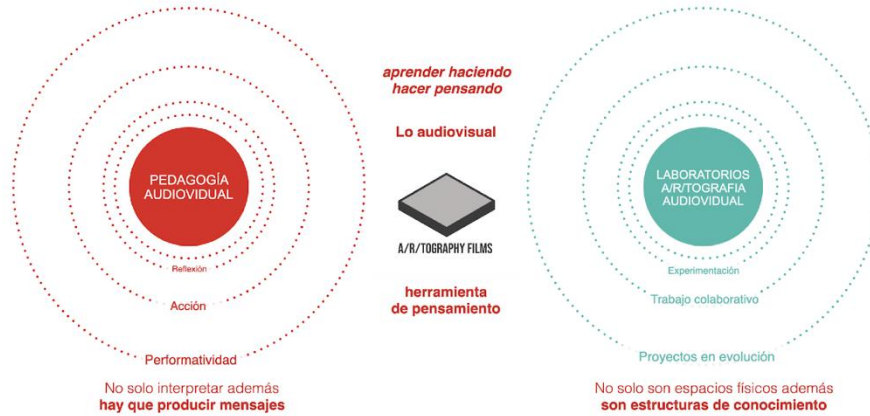 PEDAGOGÍA
AUDIOVIDUAL
Reflexión
Acción
Performatividad
No solo interpretar además
hay que producir mensajes
aprender haciendo
hacer pensando
Lo audiovisual
A/R/TOGRAPHY FILMS
herramienta
de pensamiento
LABORATORIOS
A/R/TOGRAFIA
AUDIOVIDUAL
Experimentación
Trabajo colaborativo
Proyectos en evolución
No solo son espacios físicos además
son estructuras de conocimiento